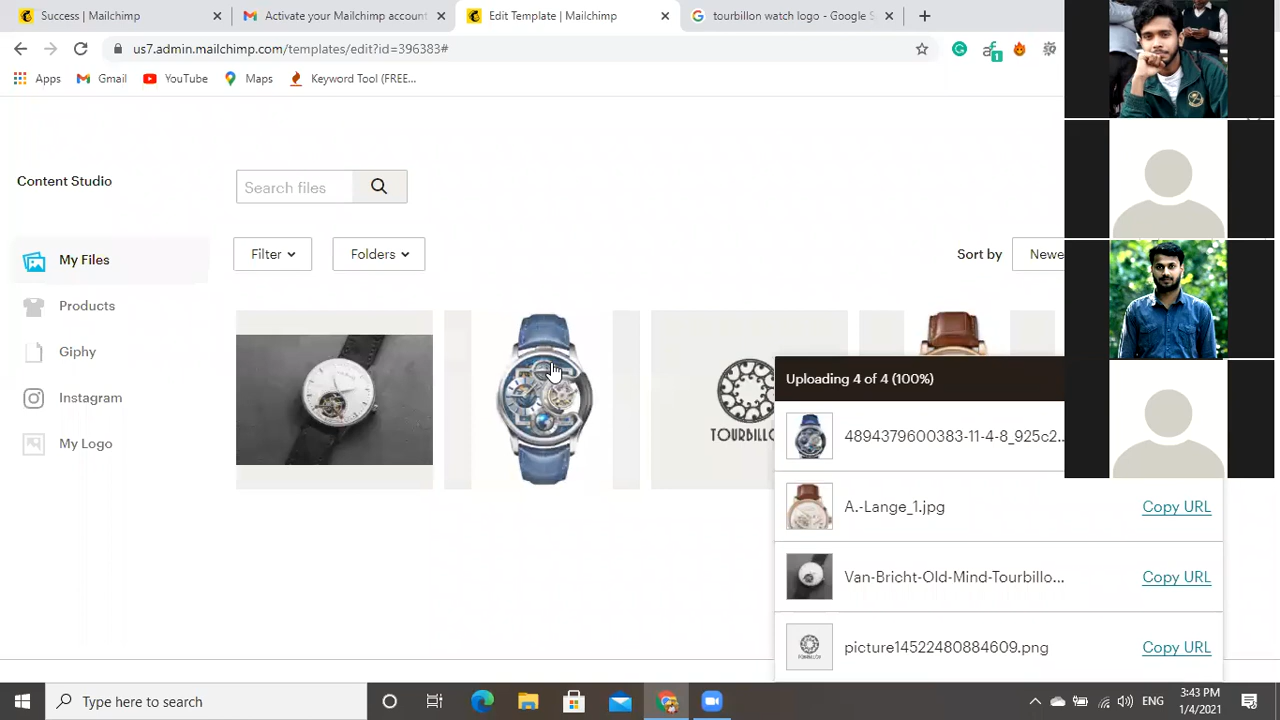 Success | Mailchimp
Activate your Mailchimp accou
Edit Template | Mailchimp
tourbillon watch logo - Google S
us7.admin.mailchimp.com/templates/edit?id=396383#
1
Apps
Gmail
YouTube
Maps
Keyword Tool (FREE...
Content Studio
Search files
My Files
Filter
Folders
Sort by
Newe
Products
Giphy
Instagram
My Logo
TOURBILLO
Uploading 4 of 4 (100%)
4894379600383-11-4-8_925c2...
A.-Lange_1.jpg
Copy URL
Van-Bricht-Old-Mind-Tourbillo...
Copy URL
TOURBILLON
picture14522480884609.png
Copy URL
Type here to search
ENG
3:43 PM
1/4/2021